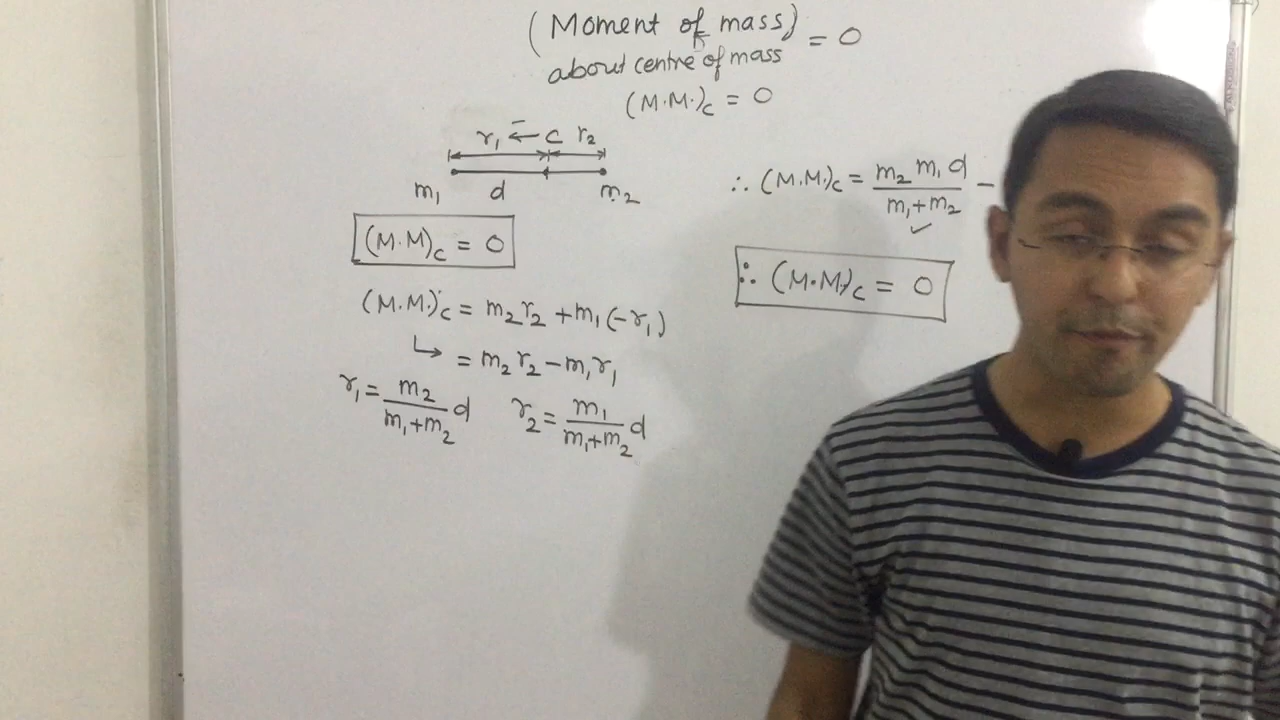 (Moment of mass) = 0
about centre of mass
(M.M.)c = 0
r₁ ← C r₂
m₁ d m₂
(M.M)c = 0
(M.M.)c = m₂r₂ + m₁(-r₁)
↳ = m₂r₂ - m₁r₁
r₁ = m₂/(m₁+m₂) d r₂ = m₁/(m₁+m₂) d
∴ (M.M.)c = m₂ m₁ d/(m₁+m₂) -
∴ (M.M)c = 0